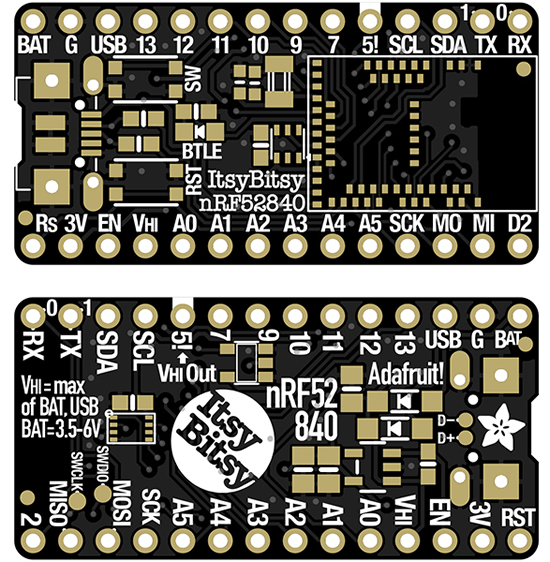 1 0
BAT G USB 13 12 11 10 9 7 5! SCL SDA TX RX
SW
BTLE
RST
ItsyBitsy
nRF52840
Rs 3V EN VHI A0 A1 A2 A3 A4 A5 SCK MO MI D2
0 1
RX TX SDA SCL 5! 7 9 10 11 12 13 USB G BAT
VHI Out
Adafruit!
VHI = max
of BAT, USB
BAT=3.5-6V
nRF52
840
Itsy
Bitsy
D-
D+
SWCLK
SWDIO
2 MISO MOSI SCK A5 A4 A3 A2 A1 A0 VHI EN 3V RST